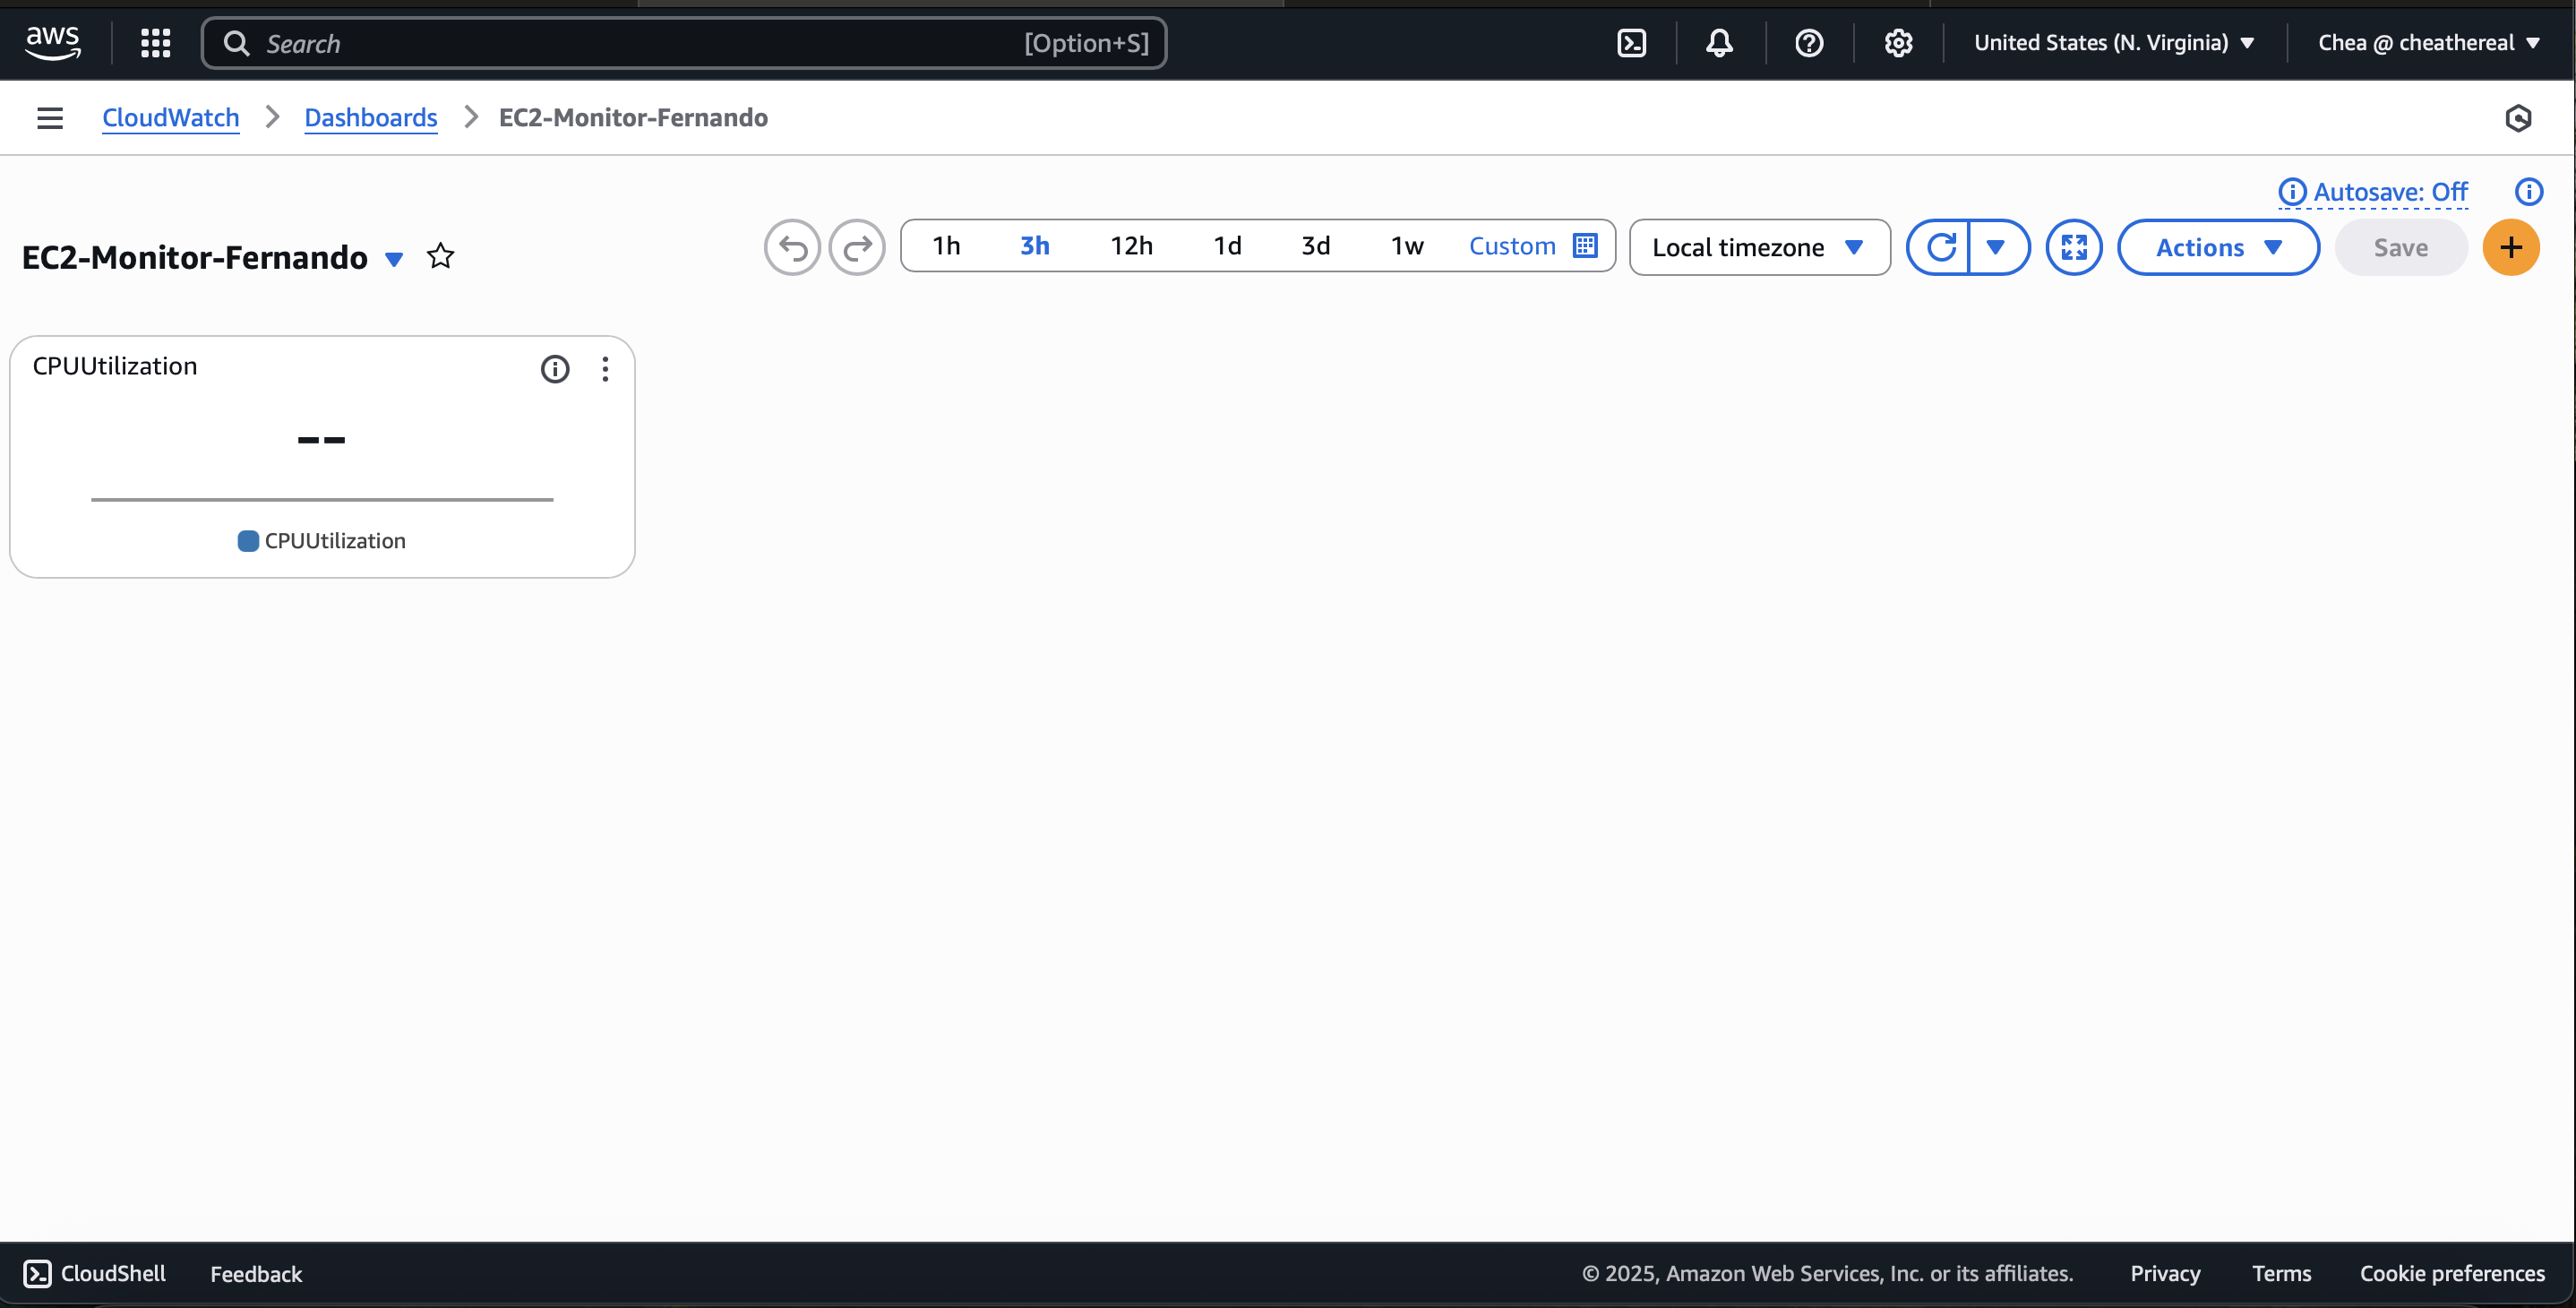 aws Search [Option+S] United States (N. Virginia) Chea @ cheathereal
CloudWatch Dashboards EC2-Monitor-Fernando
Autosave: Off
EC2-Monitor-Fernando 1h 3h 12h 1d 3d 1w Custom Local timezone Actions Save +
CPUUtilization
--
CPUUtilization
CloudShell Feedback © 2025, Amazon Web Services, Inc. or its affiliates. Privacy Terms Cookie preferences